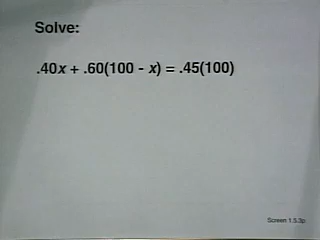 Solve:
.40x + .60(100 - x) = .45(100)
Screen 1.5.3p